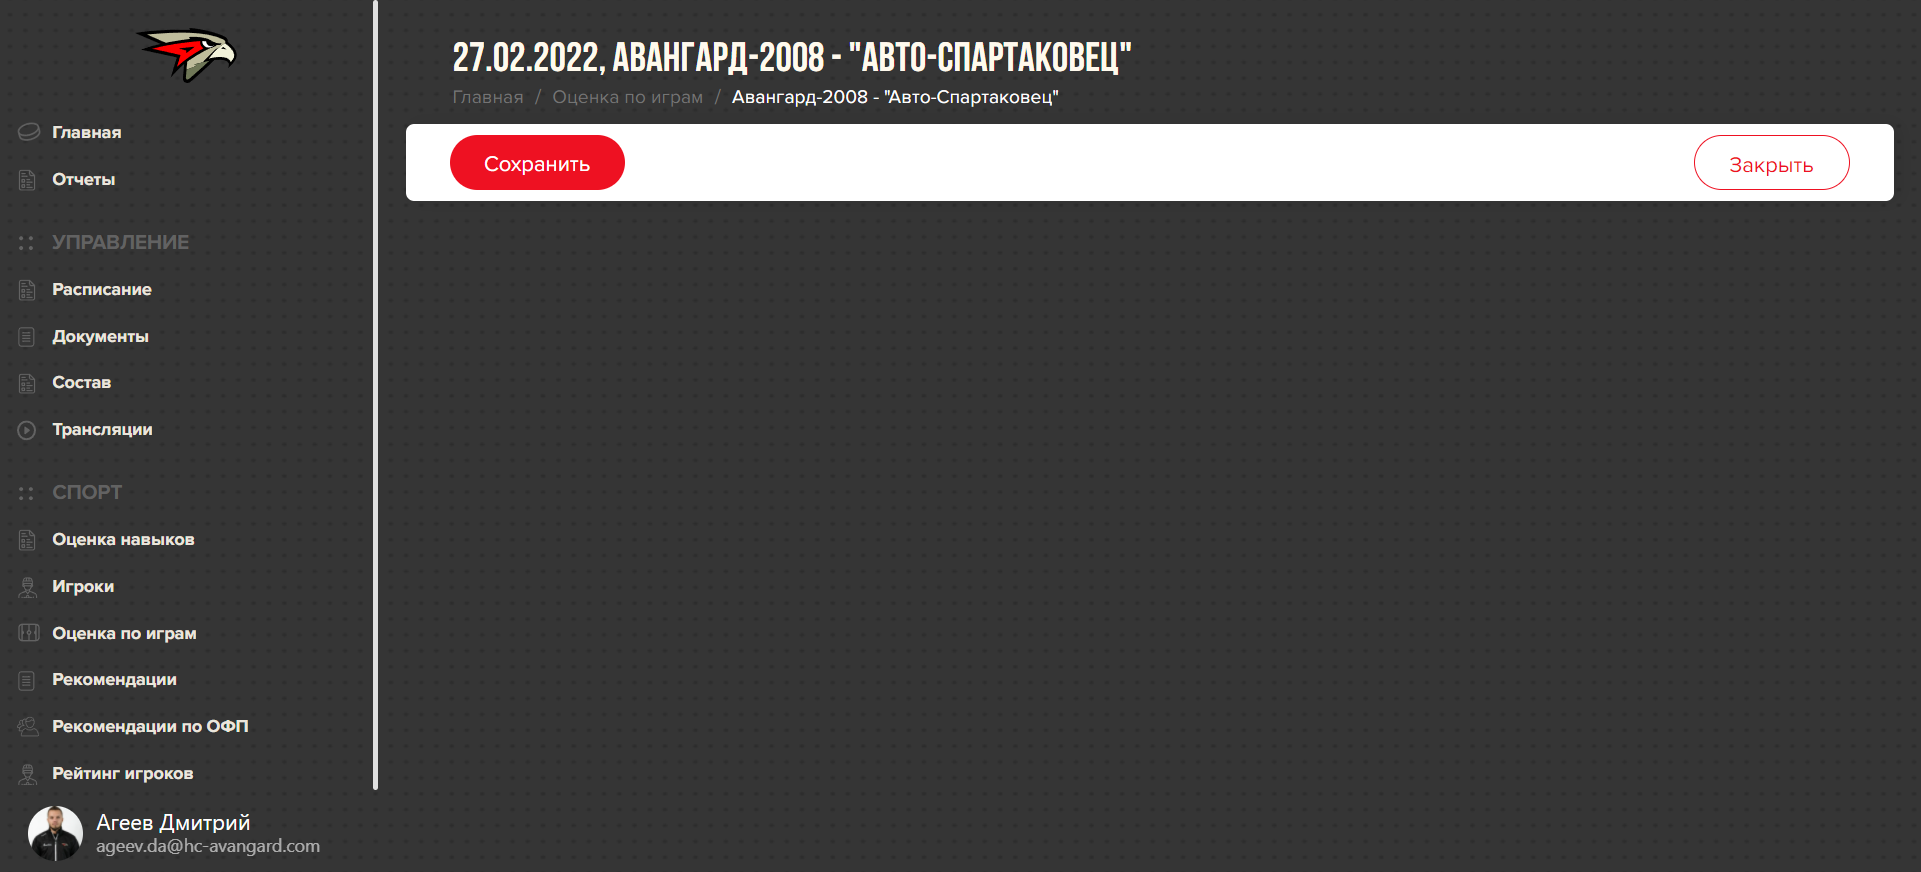 Главная
Отчеты
УПРАВЛЕНИЕ
Расписание
Документы
Состав
Трансляции
СПОРТ
Оценка навыков
Игроки
Оценка по играм
Рекомендации
Рекомендации по ОФП
Рейтинг игроков
Агеев Дмитрий
ageev.da@hc-avangard.com
27.02.2022, АВАНГАРД-2008 - "АВТО-СПАРТАКОВЕЦ"
Главная / Оценка по играм / Авангард-2008 - "Авто-Спартаковец"
Сохранить
Закрыть